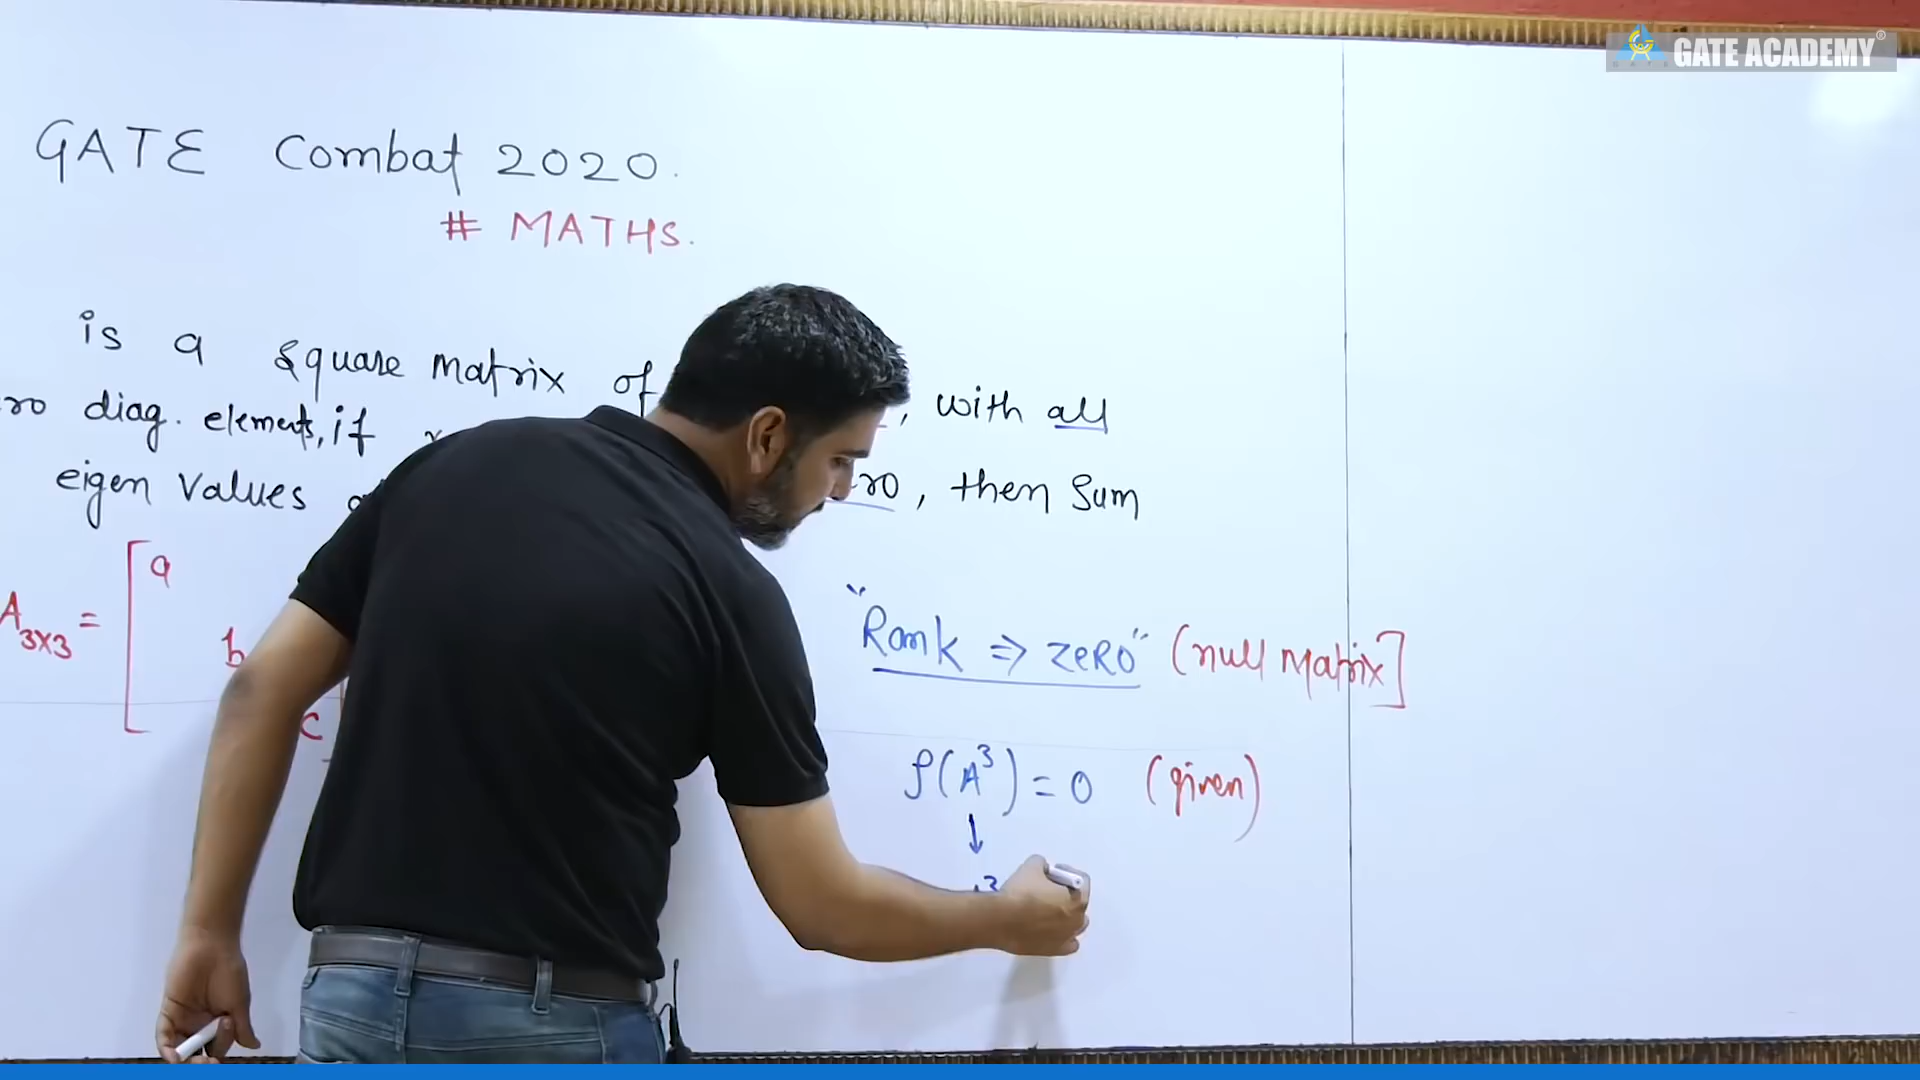 GATE ACADEMY®
GATE Combat 2020.
# MATHS.
is a square matrix of , with all
ro diag. elements, if
eigen values ro, then sum
A3x3 = [ a
b
c
"Rank ⇒ zeRO" (null matrix]
ρ(A³) = 0 (given)
↓